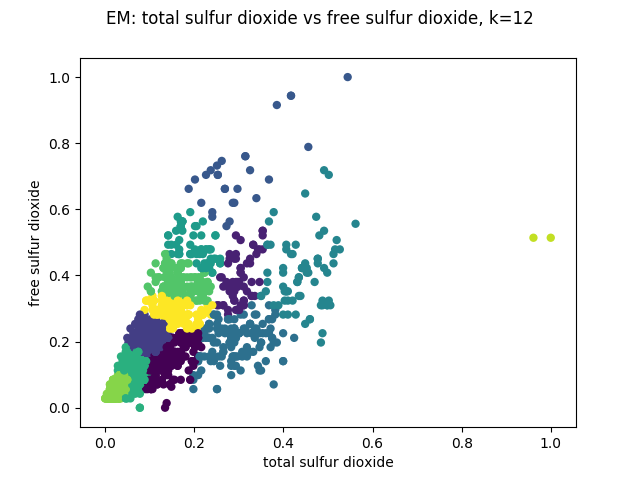 EM: total sulfur dioxide vs free sulfur dioxide, k=12
1.0
0.8
0.6
0.4
0.2
0.0
free sulfur dioxide
0.0 0.2 0.4 0.6 0.8 1.0
total sulfur dioxide